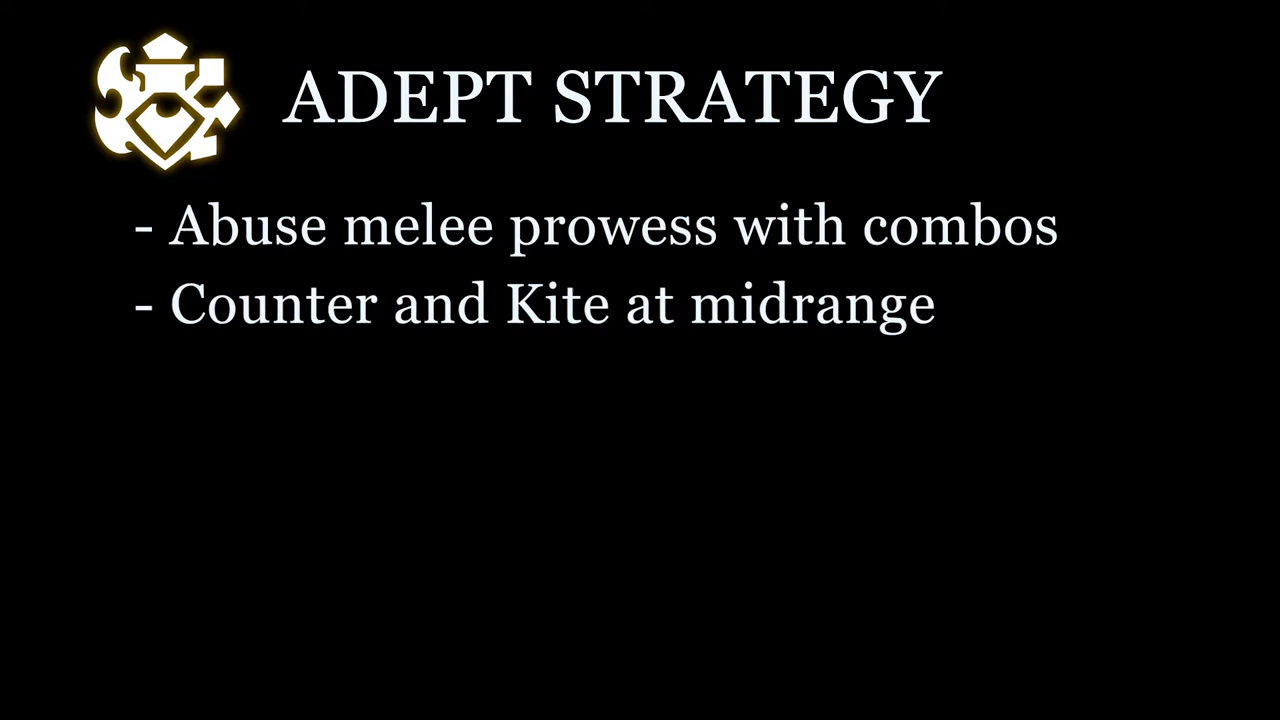 ADEPT STRATEGY
- Abuse melee prowess with combos
- Counter and Kite at midrange